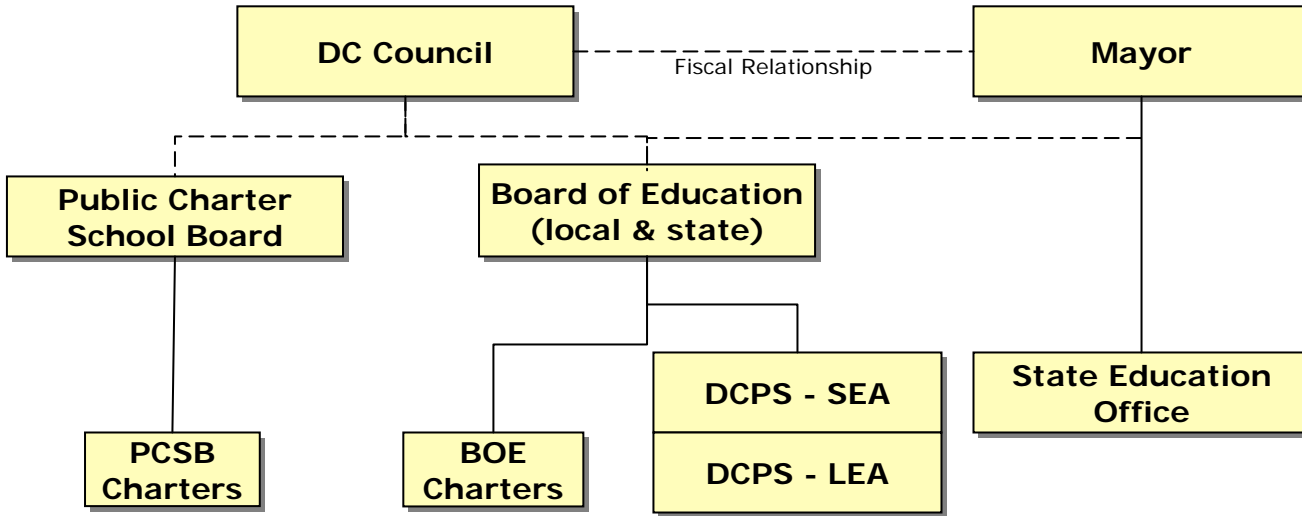 DC Council
Fiscal Relationship
Mayor
Public Charter
School Board
Board of Education
(local & state)
PCSB
Charters
BOE
Charters
DCPS - SEA
DCPS - LEA
State Education
Office